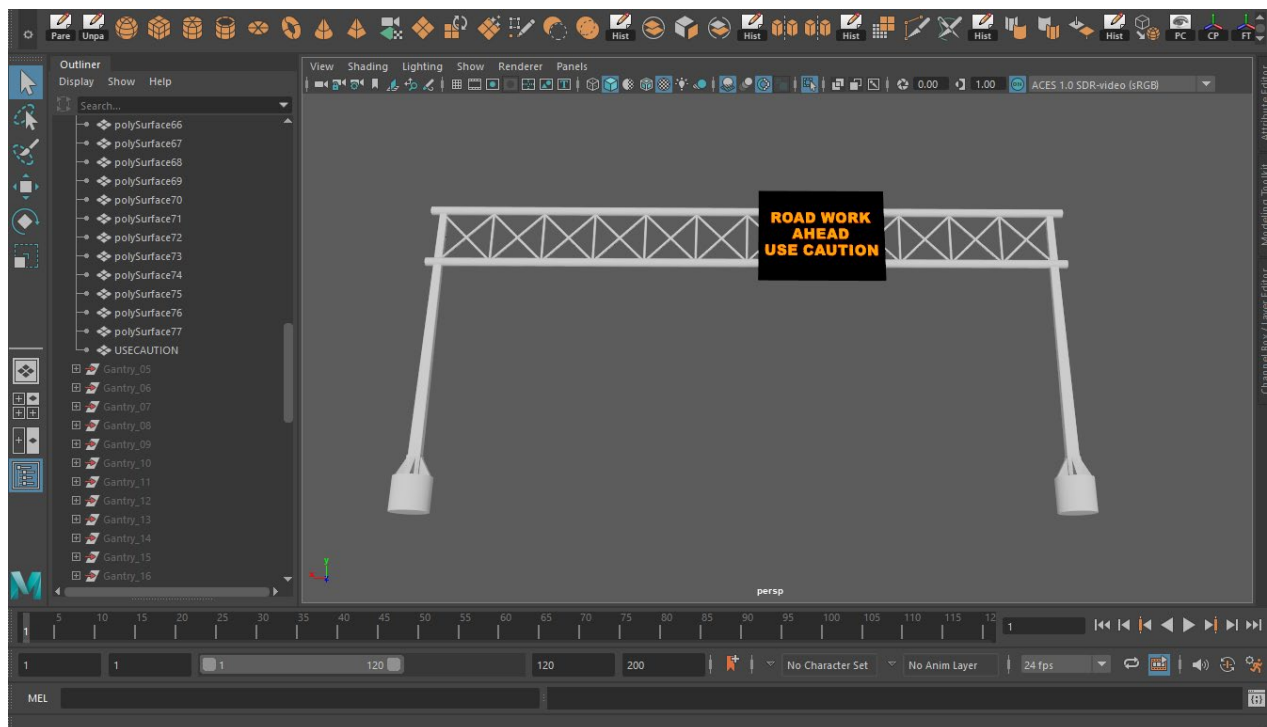 Pare
Unpa
Hist
Hist
Hist
Hist
Hist
PC
CP
FT
Outliner
Display Show Help
Search...
polySurface66
polySurface67
polySurface68
polySurface69
polySurface70
polySurface71
polySurface72
polySurface73
polySurface74
polySurface75
polySurface76
polySurface77
USECAUTION
Gantry_05
Gantry_06
Gantry_07
Gantry_08
Gantry_09
Gantry_10
Gantry_11
Gantry_12
Gantry_13
Gantry_14
Gantry_15
Gantry_16
View Shading Lighting Show Renderer Panels
0.00 1.00 ACES 1.0 SDR-video (sRGB)
ROAD WORK
AHEAD
USE CAUTION
y
x
persp
Attribute Editor
Modeling Toolkit
Channel Box / Layer Editor
5 10 15 20 25 30 35 40 45 50 55 60 65 70 75 80 85 90 95 100 105 110 115 12
1
1
1 1 1 120 120 200 No Character Set No Anim Layer 24 fps
MEL